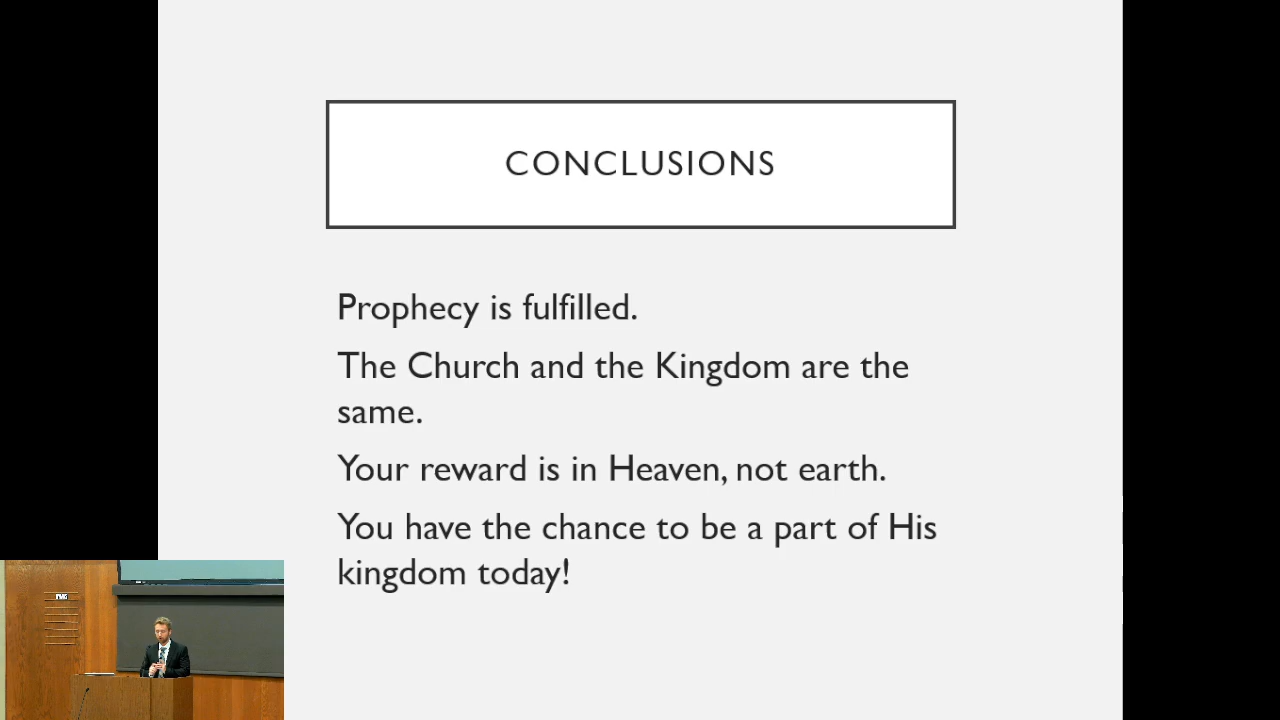 CONCLUSIONS
Prophecy is fulfilled.
The Church and the Kingdom are the
same.
Your reward is in Heaven, not earth.
You have the chance to be a part of His
kingdom today!